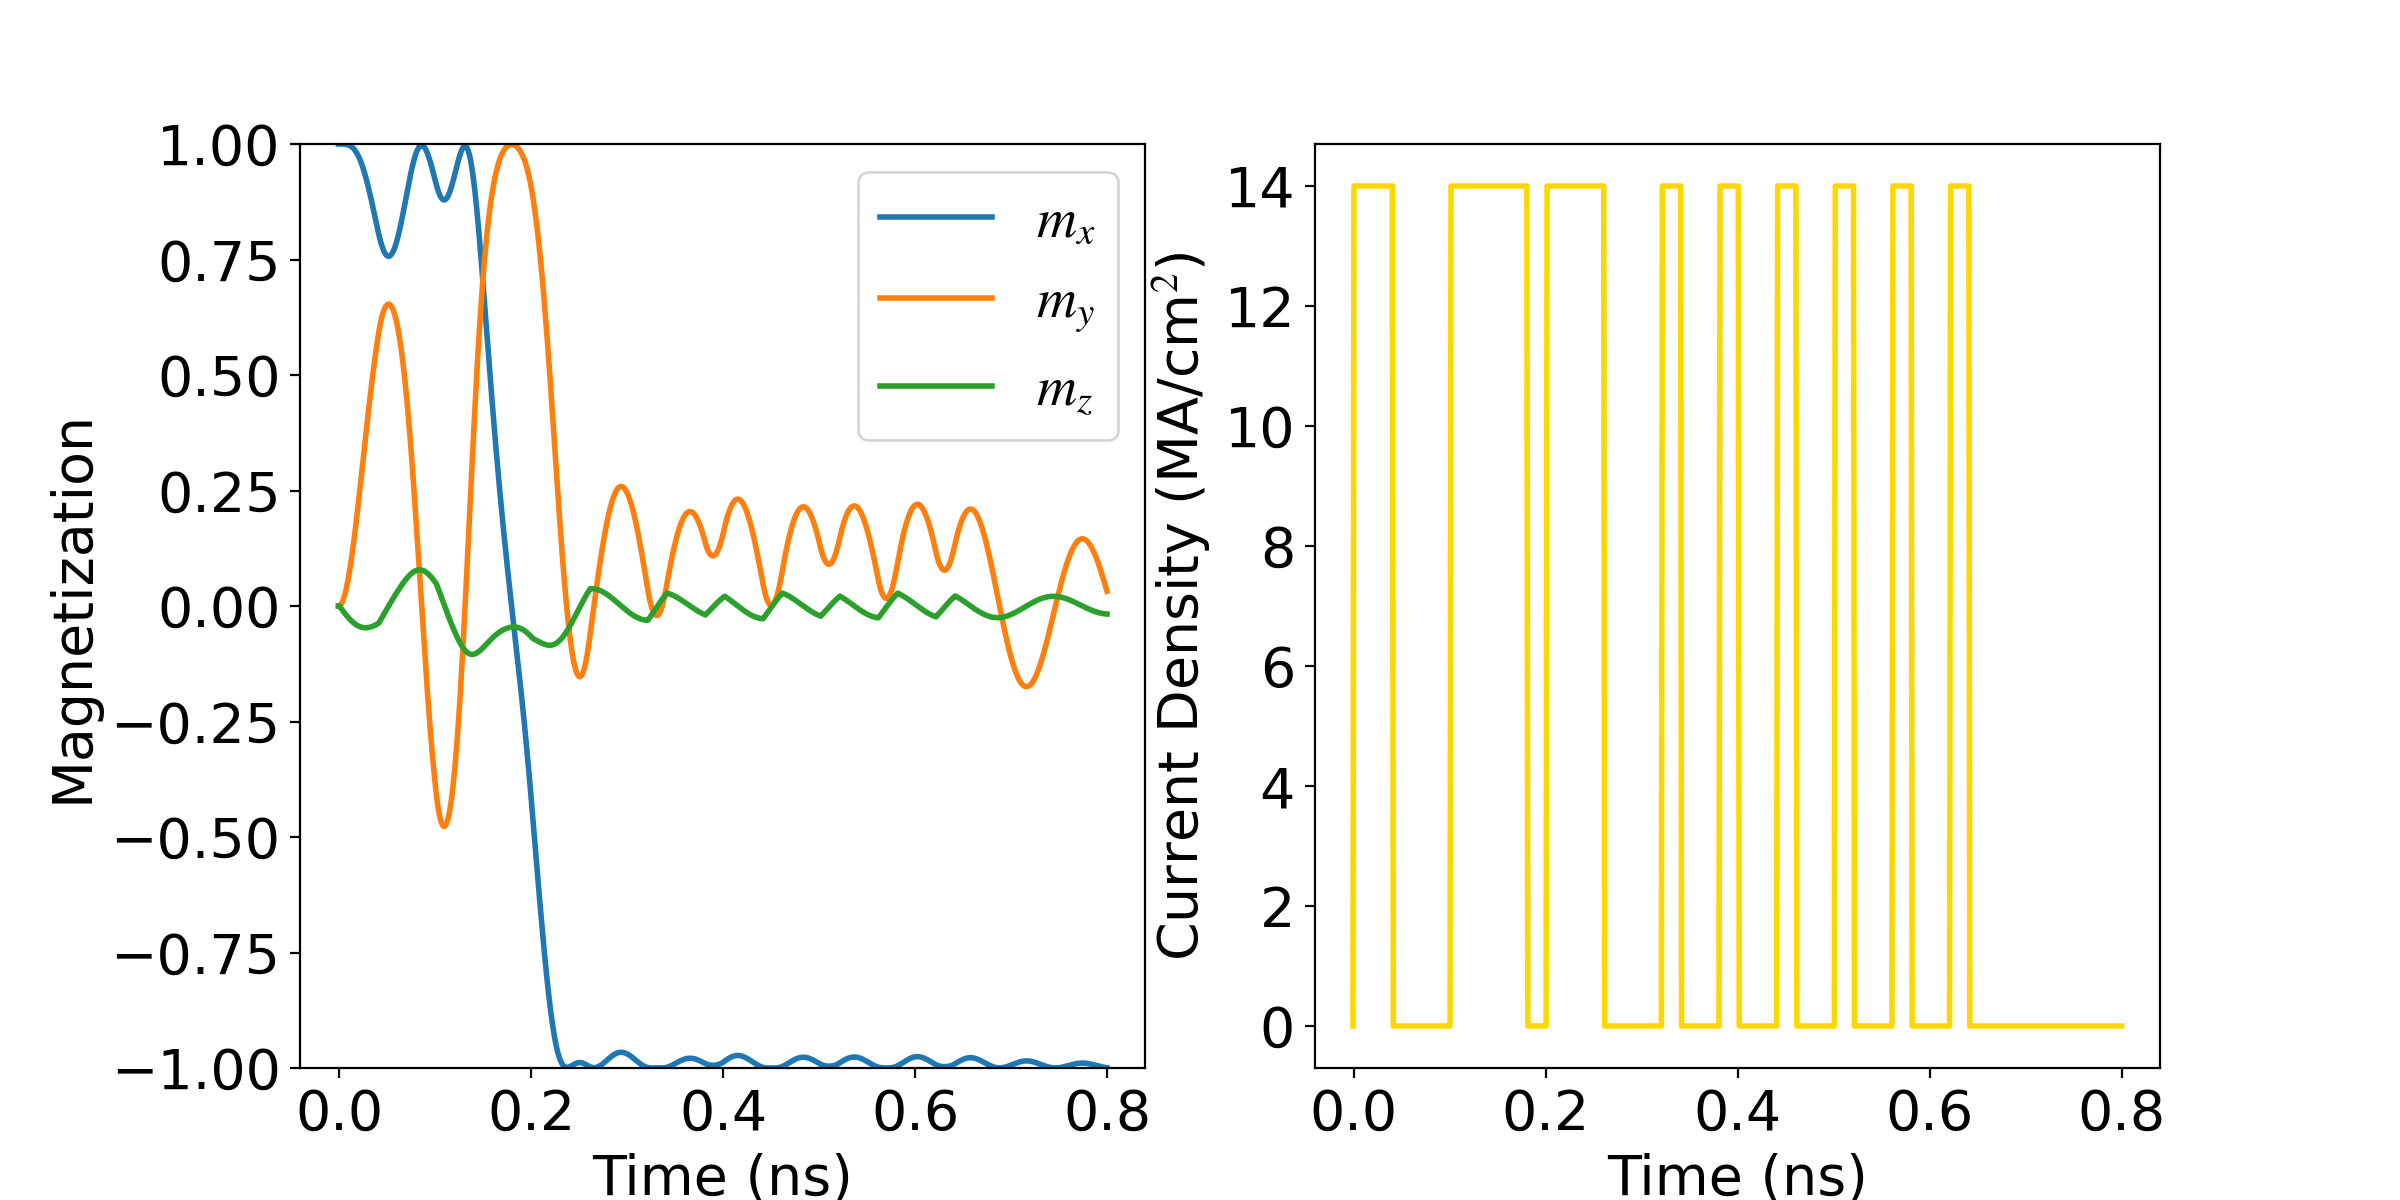 Magnetization
1.00
0.75
0.50
0.25
0.00
−0.25
−0.50
−0.75
−1.00
0.0 0.2 0.4 0.6 0.8
Time (ns)
mₓ
m_y
m_z
Current Density (MA/cm²)
14
12
10
8
6
4
2
0
0.0 0.2 0.4 0.6 0.8
Time (ns)